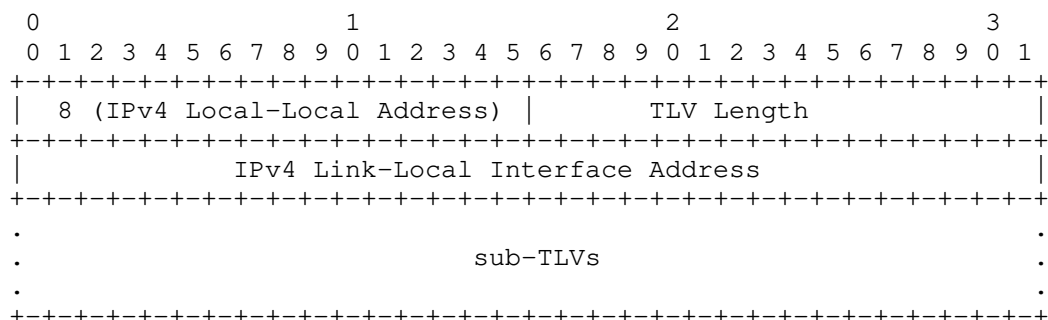 0                   1                   2                   3
 0 1 2 3 4 5 6 7 8 9 0 1 2 3 4 5 6 7 8 9 0 1 2 3 4 5 6 7 8 9 0 1
+-+-+-+-+-+-+-+-+-+-+-+-+-+-+-+-+-+-+-+-+-+-+-+-+-+-+-+-+-+-+-+-+
|  8 (IPv4 Local-Local Address) |       TLV Length              |
+-+-+-+-+-+-+-+-+-+-+-+-+-+-+-+-+-+-+-+-+-+-+-+-+-+-+-+-+-+-+-+-+
|             IPv4 Link-Local Interface Address                 |
+-+-+-+-+-+-+-+-+-+-+-+-+-+-+-+-+-+-+-+-+-+-+-+-+-+-+-+-+-+-+-+-+
.                                                               .
.                            sub-TLVs                           .
.                                                               .
+-+-+-+-+-+-+-+-+-+-+-+-+-+-+-+-+-+-+-+-+-+-+-+-+-+-+-+-+-+-+-+-+